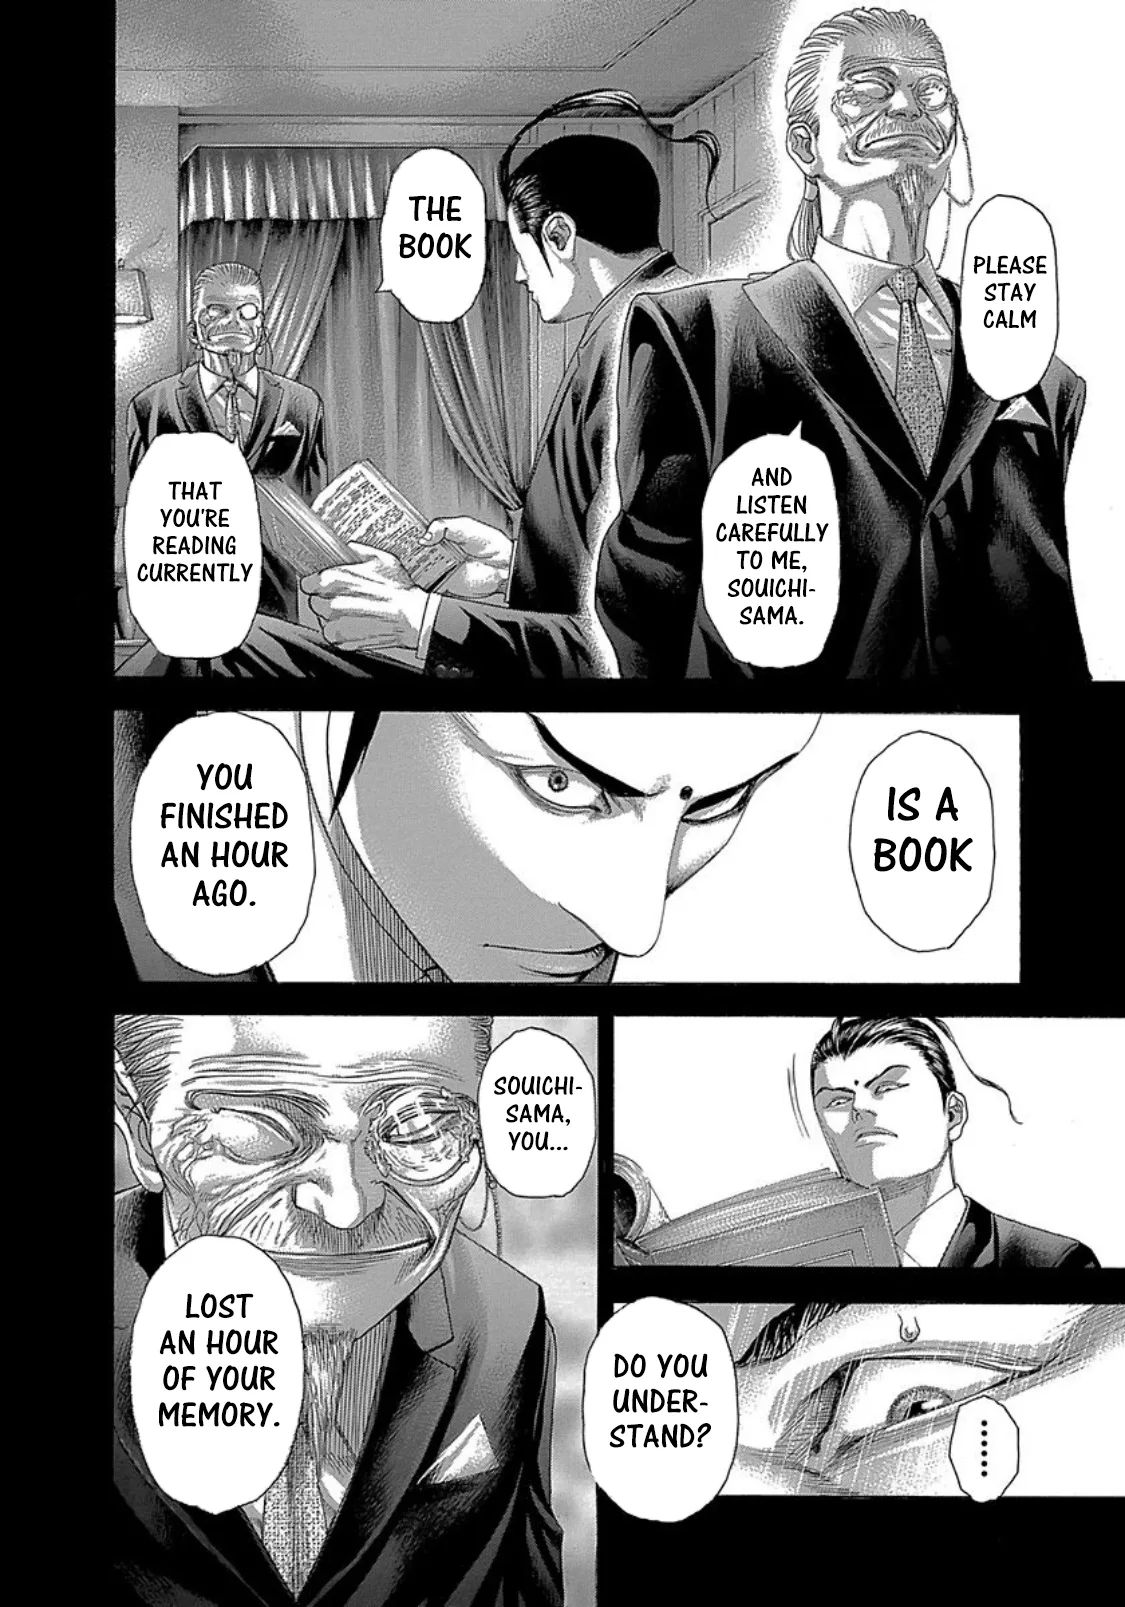 PLEASE
STAY
CALM
AND
LISTEN
CAREFULLY
TO ME,
SOUICHI-
SAMA.
THE
BOOK
THAT
YOU'RE
READING
CURRENTLY
IS A
BOOK
YOU
FINISHED
AN HOUR
AGO.
DO YOU
UNDER-
STAND?
......
SOUICHI-
SAMA,
YOU...
LOST
AN HOUR
OF YOUR
MEMORY.